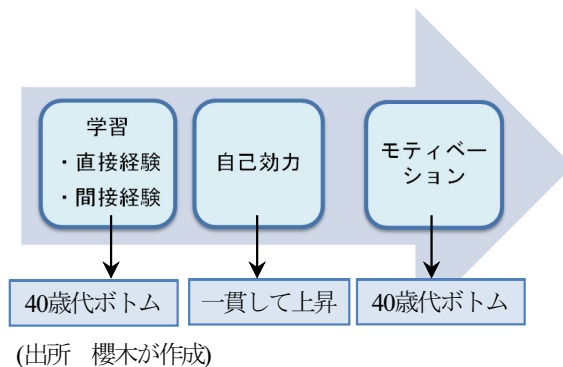 学習
・直接経験
・間接経験
自己効力
モティベー
ション
40歳代ボトム
一貫して上昇
40歳代ボトム
(出所　櫻木が作成)